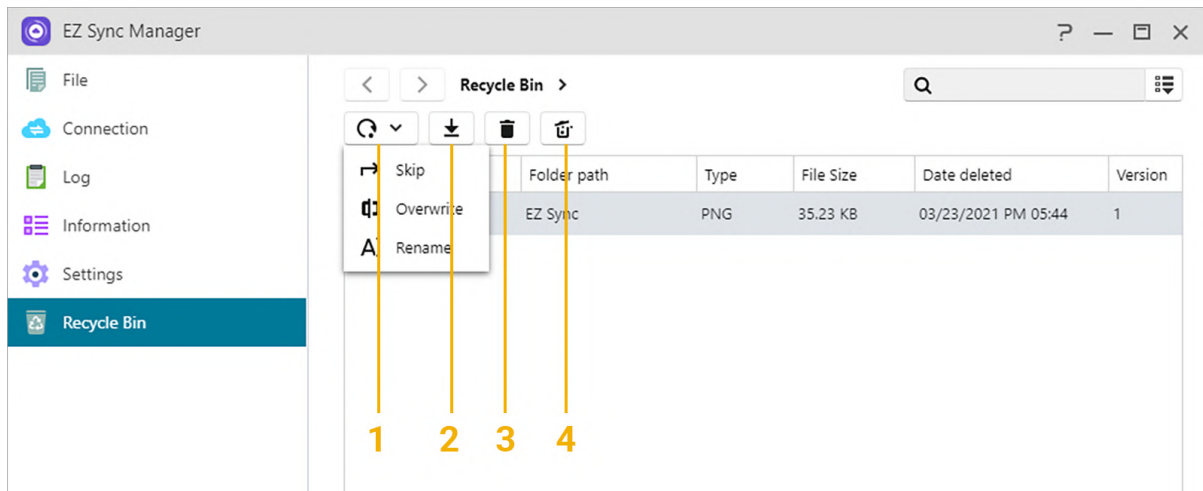 EZ Sync Manager
File
Connection
Log
Information
Settings
Recycle Bin
Recycle Bin
Skip
Overwrite
Rename
Folder path Type File Size Date deleted Version
EZ Sync PNG 35.23 KB 03/23/2021 PM 05:44 1
1 2 3 4